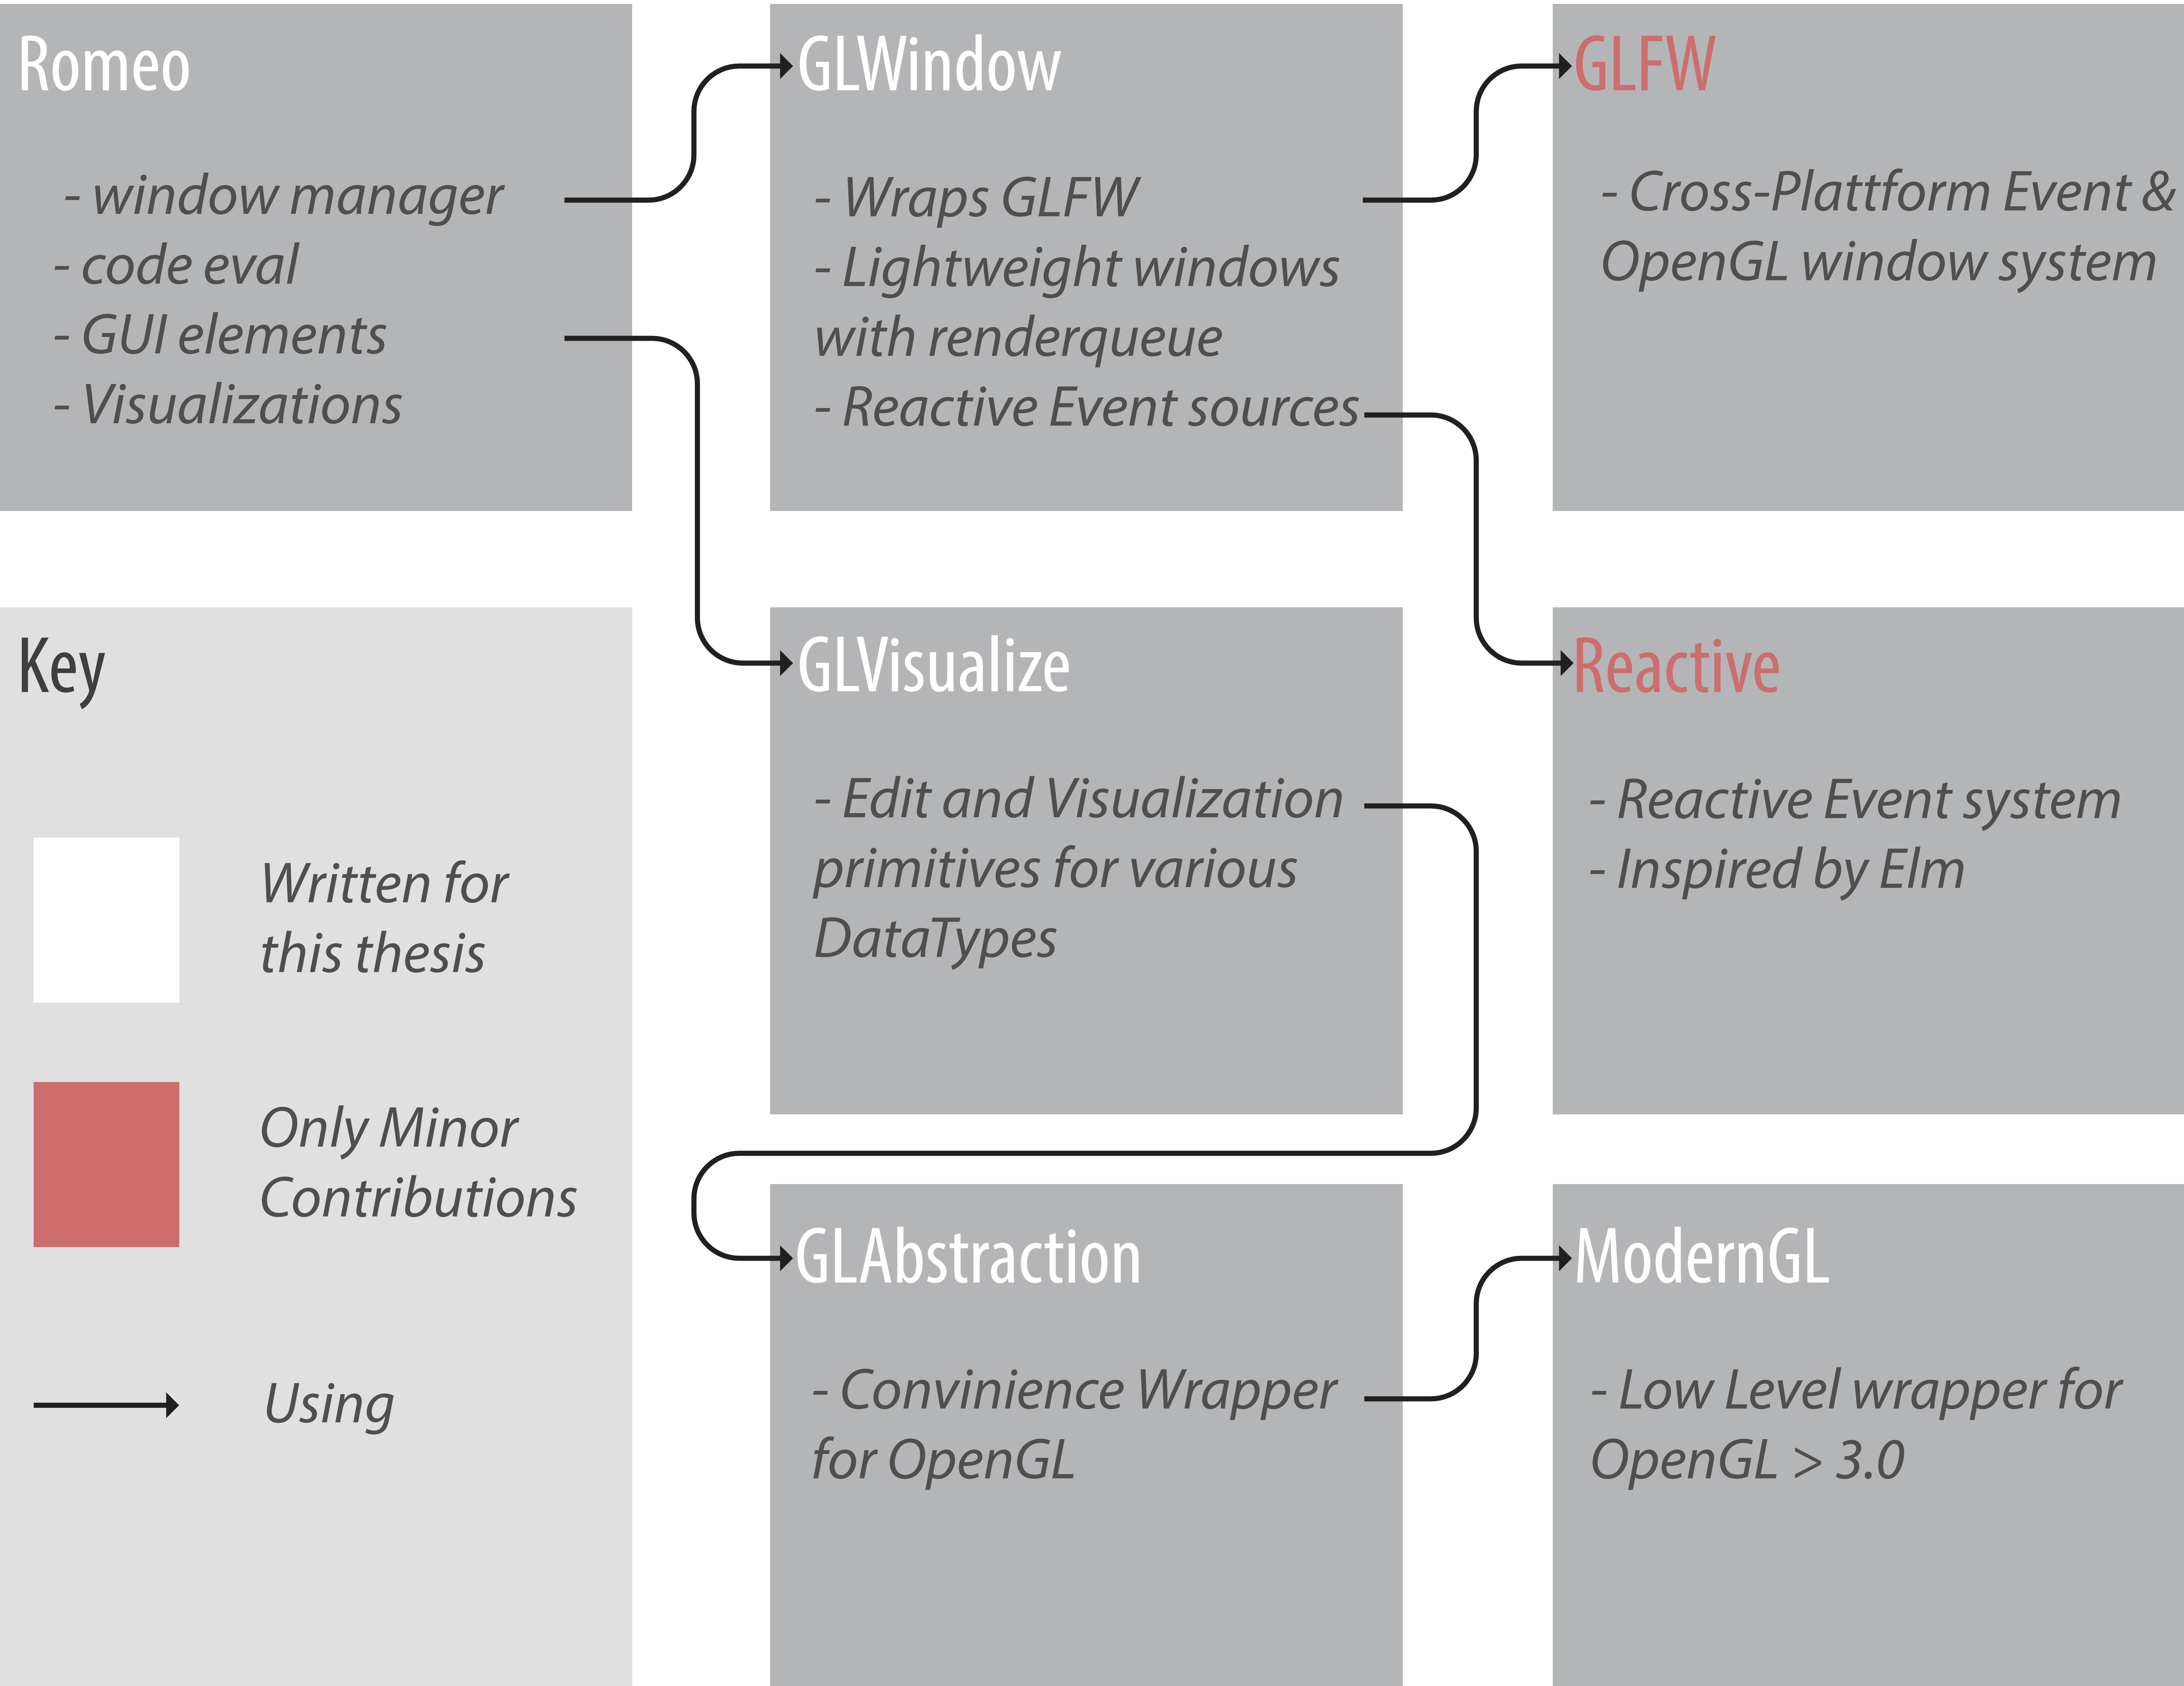 Romeo
- window manager
- code eval
- GUI elements
- Visualizations
GLWindow
- Wraps GLFW
- Lightweight windows
with renderqueue
- Reactive Event sources
GLFW
- Cross-Plattform Event &
OpenGL window system
Key
Written for
this thesis
Only Minor
Contributions
Using
GLVisualize
- Edit and Visualization
primitives for various
DataTypes
Reactive
- Reactive Event system
- Inspired by Elm
GLAbstraction
- Convinience Wrapper
for OpenGL
ModernGL
- Low Level wrapper for
OpenGL > 3.0